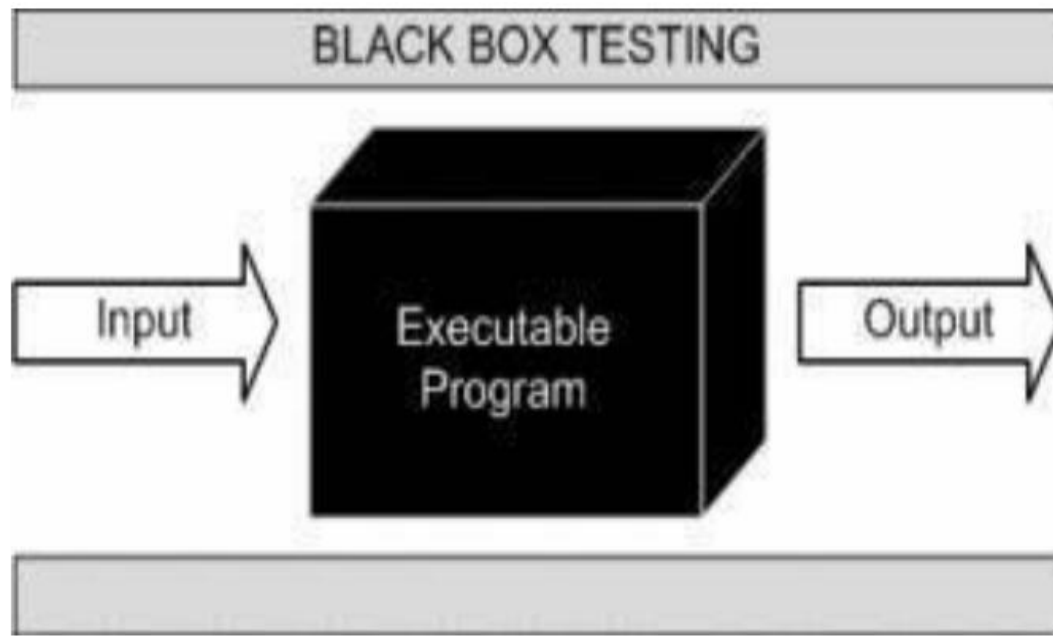 BLACK BOX TESTING
Input
Executable
Program
Output